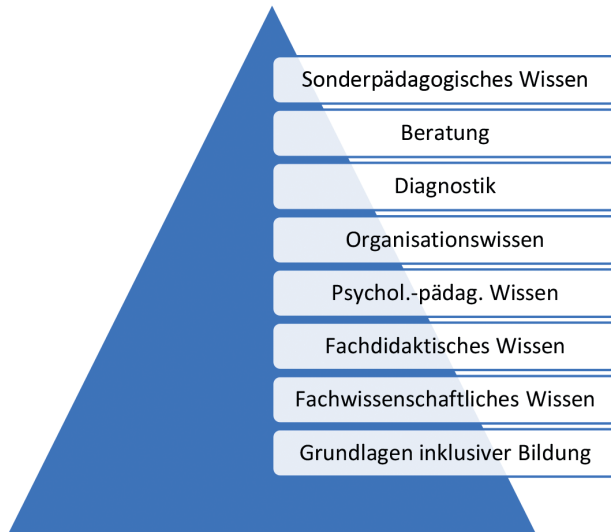 Sonderpädagogisches Wissen
Beratung
Diagnostik
Organisationswissen
Psychol.-pädag. Wissen
Fachdidaktisches Wissen
Fachwissenschaftliches Wissen
Grundlagen inklusiver Bildung